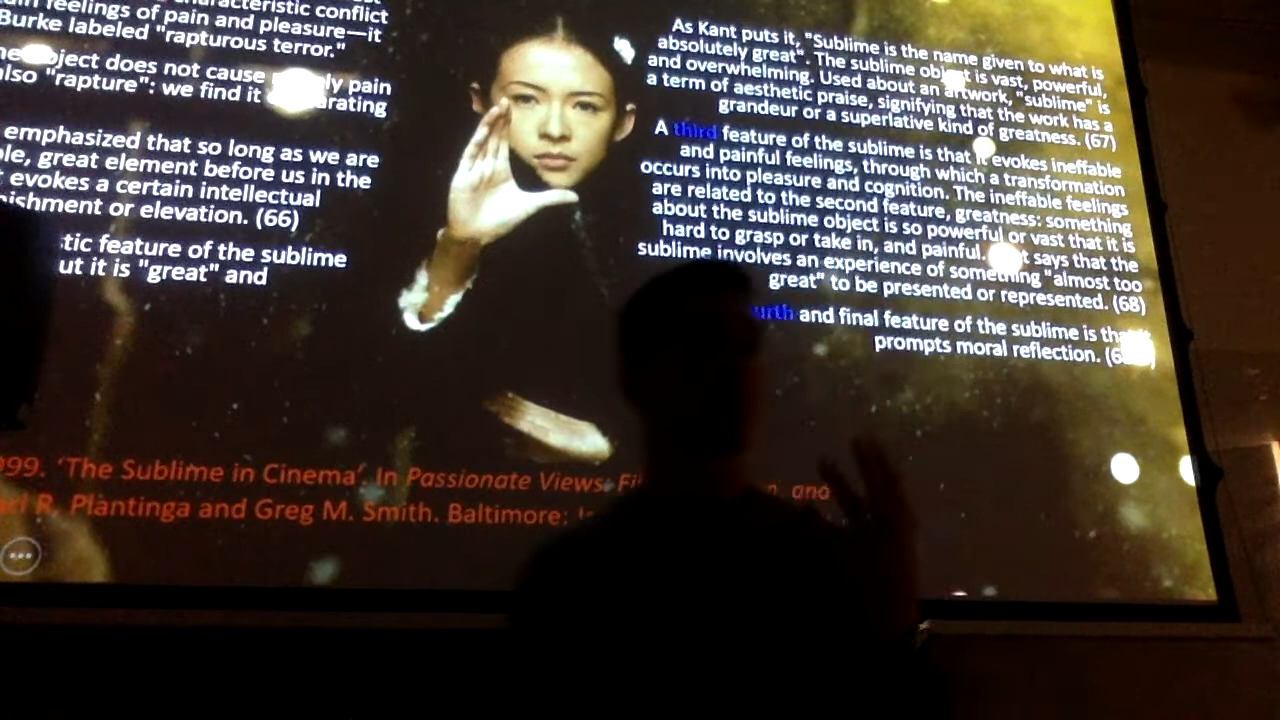 characteristic conflict
feelings of pain and pleasure—it
Burke labeled "rapturous terror."
object does not cause pain
also "rapture": we find it
emphasized that so long as we are
great element before us in the
evokes a certain intellectual
or elevation. (66)
feature of the sublime
ut it is "great" and
As Kant puts it, "Sublime is the name given to what is
absolutely great". The sublime object is vast, powerful,
and overwhelming. Used about an artwork, "sublime" is
a term of aesthetic praise, signifying that the work has a
grandeur or a superlative kind of greatness. (67)
A third feature of the sublime is that it evokes ineffable
and painful feelings, through which a transformation
occurs into pleasure and cognition. The ineffable feelings
are related to the second feature, greatness: something
about the sublime object is so powerful or vast that it is
hard to grasp or take in, and painful. says that the
sublime involves an experience of something "almost too
great" to be presented or represented. (68)
urth and final feature of the sublime is that
prompts moral reflection.
99. 'The Sublime in Cinema'. In Passionate Views: and
R. Plantinga and Greg M. Smith. Baltimore: